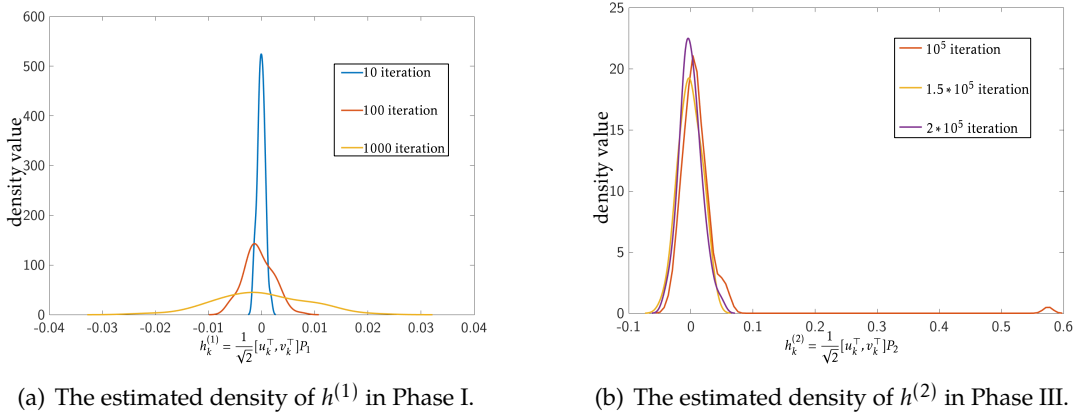 600
500
400
300
200
100
0
density value
10 iteration
100 iteration
1000 iteration
-0.04 -0.03 -0.02 -0.01 0 0.01 0.02 0.03 0.04
h_k^{(1)} = \frac{1}{\sqrt{2}}[u_k^⊤, v_k^⊤]P_1
(a) The estimated density of h^{(1)} in Phase I.
25
20
15
10
5
0
density value
10^5 iteration
1.5*10^5 iteration
2*10^5 iteration
-0.1 0 0.1 0.2 0.3 0.4 0.5 0.6
h_k^{(2)} = \frac{1}{\sqrt{2}}[u_k^⊤, v_k^⊤]P_2
(b) The estimated density of h^{(2)} in Phase III.